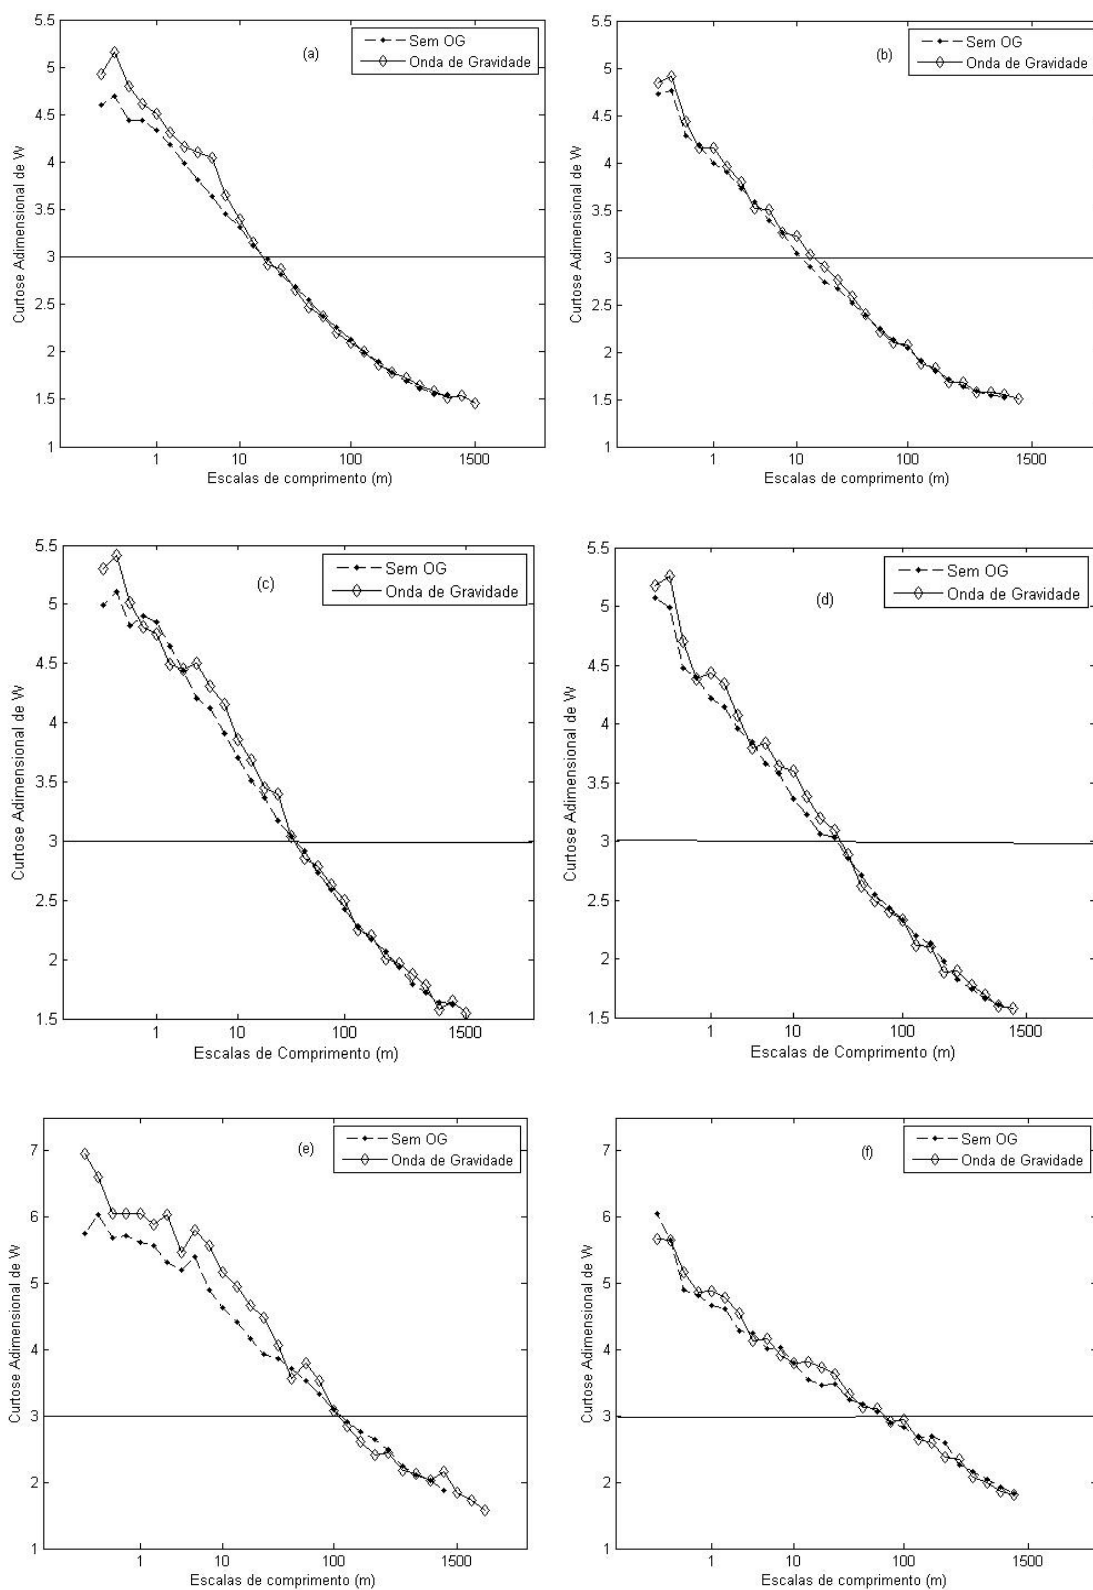 (a)
Sem OG
Onda de Gravidade
5.5
5
4.5
4
3.5
3
2.5
2
1.5
1
Curtose Adimensional de W
1
10
100
1500
Escalas de comprimento (m)
(b)
Sem OG
Onda de Gravidade
5.5
5
4.5
4
3.5
3
2.5
2
1.5
1
Curtose Adimensional de W
1
10
100
1500
Escalas de comprimento (m)
(c)
Sem OG
Onda de Gravidade
5.5
5
4.5
4
3.5
3
2.5
2
1.5
Curtose Adimensional de W
1
10
100
1500
Escalas de Comprimento (m)
(d)
Sem OG
Onda de Gravidade
5.5
5
4.5
4
3.5
3
2.5
2
1.5
Curtose Adimensional de W
1
10
100
1500
Escalas de Comprimento (m)
(e)
Sem OG
Onda de Gravidade
7
6
5
4
3
2
1
Curtose Adimensional de W
1
10
100
1500
Escalas de comprimento (m)
(f)
Sem OG
Onda de Gravidade
7
6
5
4
3
2
1
Curtose Adimensional de W
1
10
100
1500
Escalas de comprimento (m)